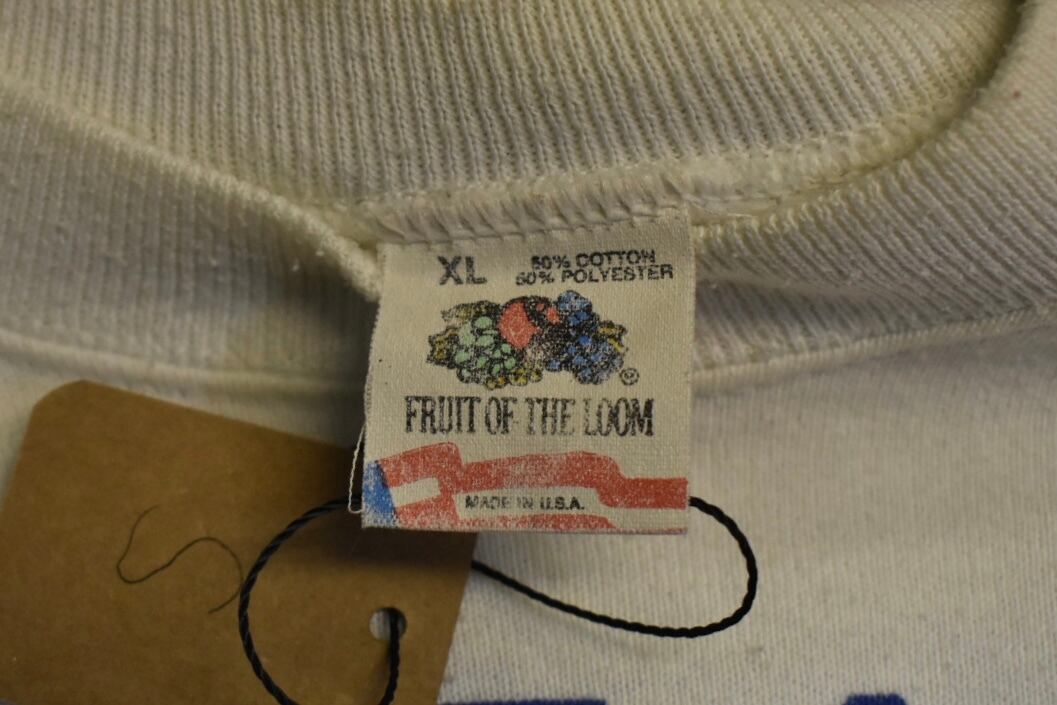 XL
50% COTTON
50% POLYESTER
®
FRUIT OF THE LOOM
MADE IN U.S.A.